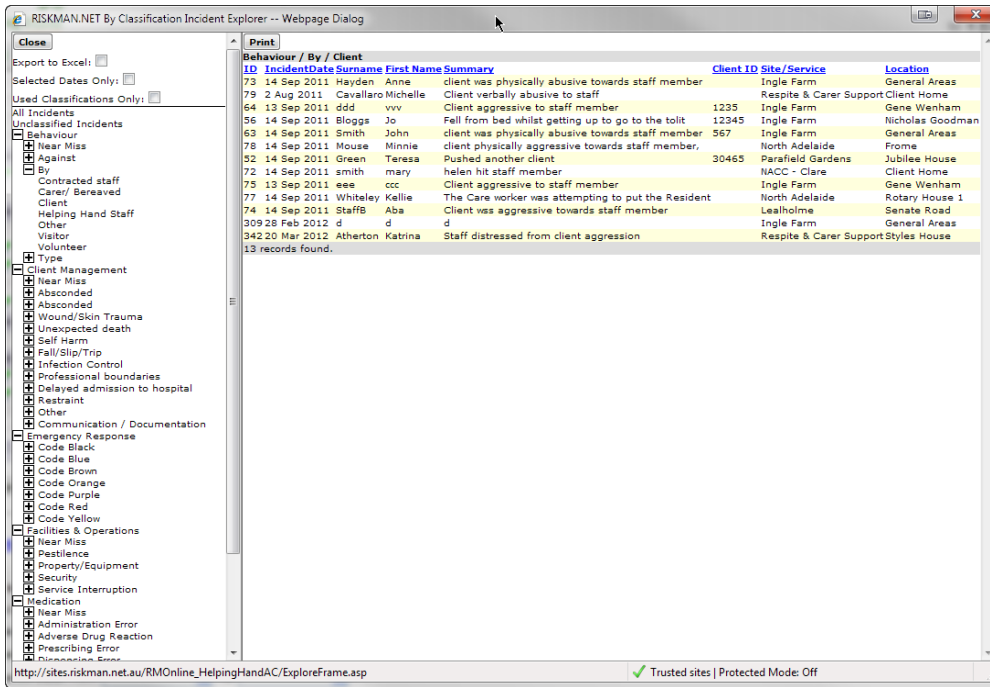 RISKMAN.NET By Classification Incident Explorer -- Webpage Dialog
Close
Export to Excel:
Selected Dates Only:
Used Classifications Only:
All Incidents
Unclassified Incidents
Behaviour
Near Miss
Against
By
Contracted staff
Carer/ Bereaved
Client
Helping Hand Staff
Other
Visitor
Volunteer
Type
Client Management
Near Miss
Absconded
Absconded
Wound/Skin Trauma
Unexpected death
Self Harm
Fall/Slip/Trip
Infection Control
Professional boundaries
Delayed admission to hospital
Restraint
Other
Communication / Documentation
Emergency Response
Code Black
Code Blue
Code Brown
Code Orange
Code Purple
Code Red
Code Yellow
Facilities & Operations
Near Miss
Pestilence
Property/Equipment
Security
Service Interruption
Medication
Near Miss
Administration Error
Adverse Drug Reaction
Prescribing Error
Dispensing Error
Print
Behaviour / By / Client
ID IncidentDate Surname First Name Summary Client ID Site/Service Location
73 14 Sep 2011 Hayden Anne client was physically abusive towards staff member Ingle Farm General Areas
79 2 Aug 2011 Cavallaro Michelle Client verbally abusive to staff Respite & Carer Support Client Home
64 13 Sep 2011 ddd vvv Client aggressive to staff member 1235 Ingle Farm Gene Wenham
56 14 Sep 2011 Bloggs Jo Fell from bed whilst getting up to go to the tolit 12345 Ingle Farm Nicholas Goodman
63 14 Sep 2011 Smith John client was physically abusive towards staff member 567 Ingle Farm General Areas
78 14 Sep 2011 Mouse Minnie client physically aggressive towards staff member, North Adelaide Frome
52 14 Sep 2011 Green Teresa Pushed another client 30465 Parafield Gardens Jubilee House
72 14 Sep 2011 smith mary helen hit staff member NACC - Clare Client Home
75 13 Sep 2011 eee ccc Client aggressive to staff member Ingle Farm Gene Wenham
77 14 Sep 2011 Whiteley Kellie The Care worker was attempting to put the Resident North Adelaide Rotary House 1
74 14 Sep 2011 StaffB Aba Client wss aggressive towards staff member Lealholme Senate Road
309 28 Feb 2012 d d d Ingle Farm General Areas
342 20 Mar 2012 Atherton Katrina Staff distressed from client aggression Respite & Carer Support Styles House
13 records found.
http://sites.riskman.net.au/RMOnline_HelpingHandAC/ExploreFrame.asp
Trusted sites | Protected Mode: Off